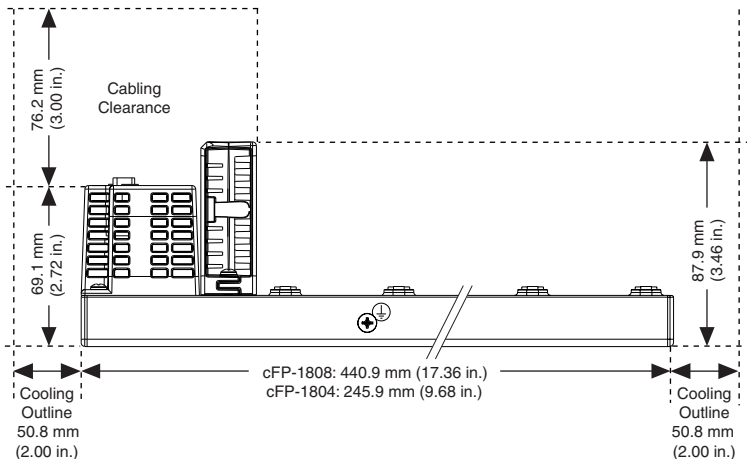 76.2 mm
(3.00 in.)
Cabling
Clearance
69.1 mm
(2.72 in.)
87.9 mm
(3.46 in.)
cFP-1808: 440.9 mm (17.36 in.)
cFP-1804: 245.9 mm (9.68 in.)
Cooling
Outline
50.8 mm
(2.00 in.)
Cooling
Outline
50.8 mm
(2.00 in.)